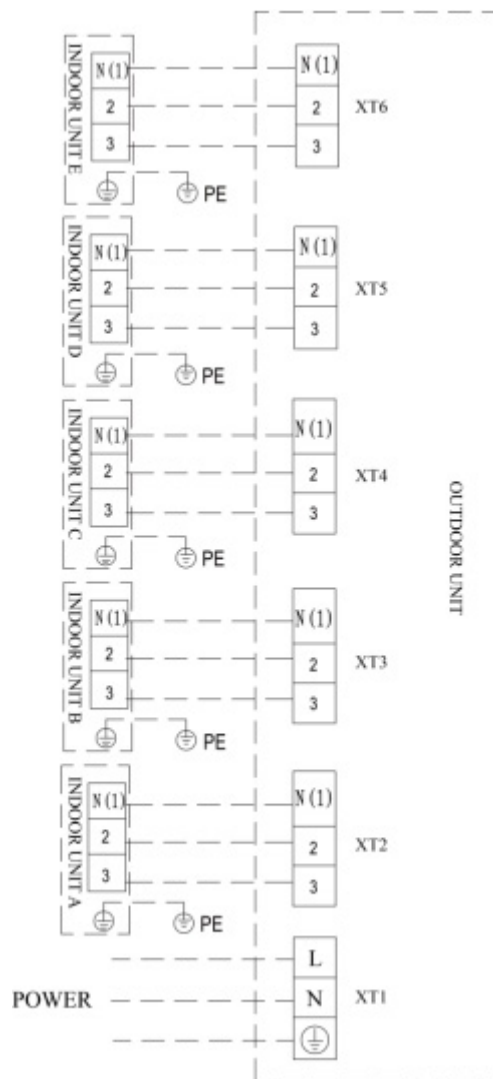 INDOOR UNIT E
N(1)
2
3
PE
N(1)
2
3
XT6
INDOOR UNIT D
N(1)
2
3
PE
N(1)
2
3
XT5
INDOOR UNIT C
N(1)
2
3
PE
N(1)
2
3
XT4
OUTDOOR UNIT
INDOOR UNIT B
N(1)
2
3
PE
N(1)
2
3
XT3
INDOOR UNIT A
N(1)
2
3
PE
N(1)
2
3
XT2
POWER
L
N
XT1